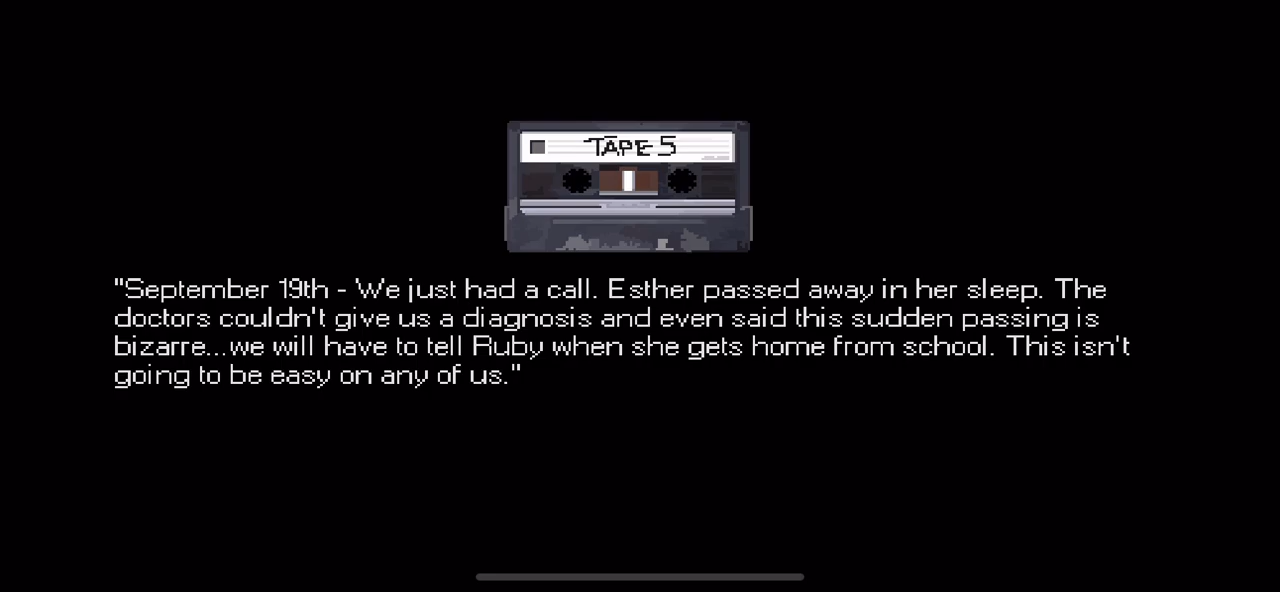 TAPE 5
"September 19th - We just had a call. Esther passed away in her sleep. The
doctors couldn't give us a diagnosis and even said this sudden passing is
bizarre...we will have to tell Ruby when she gets home from school. This isn't
going to be easy on any of us."